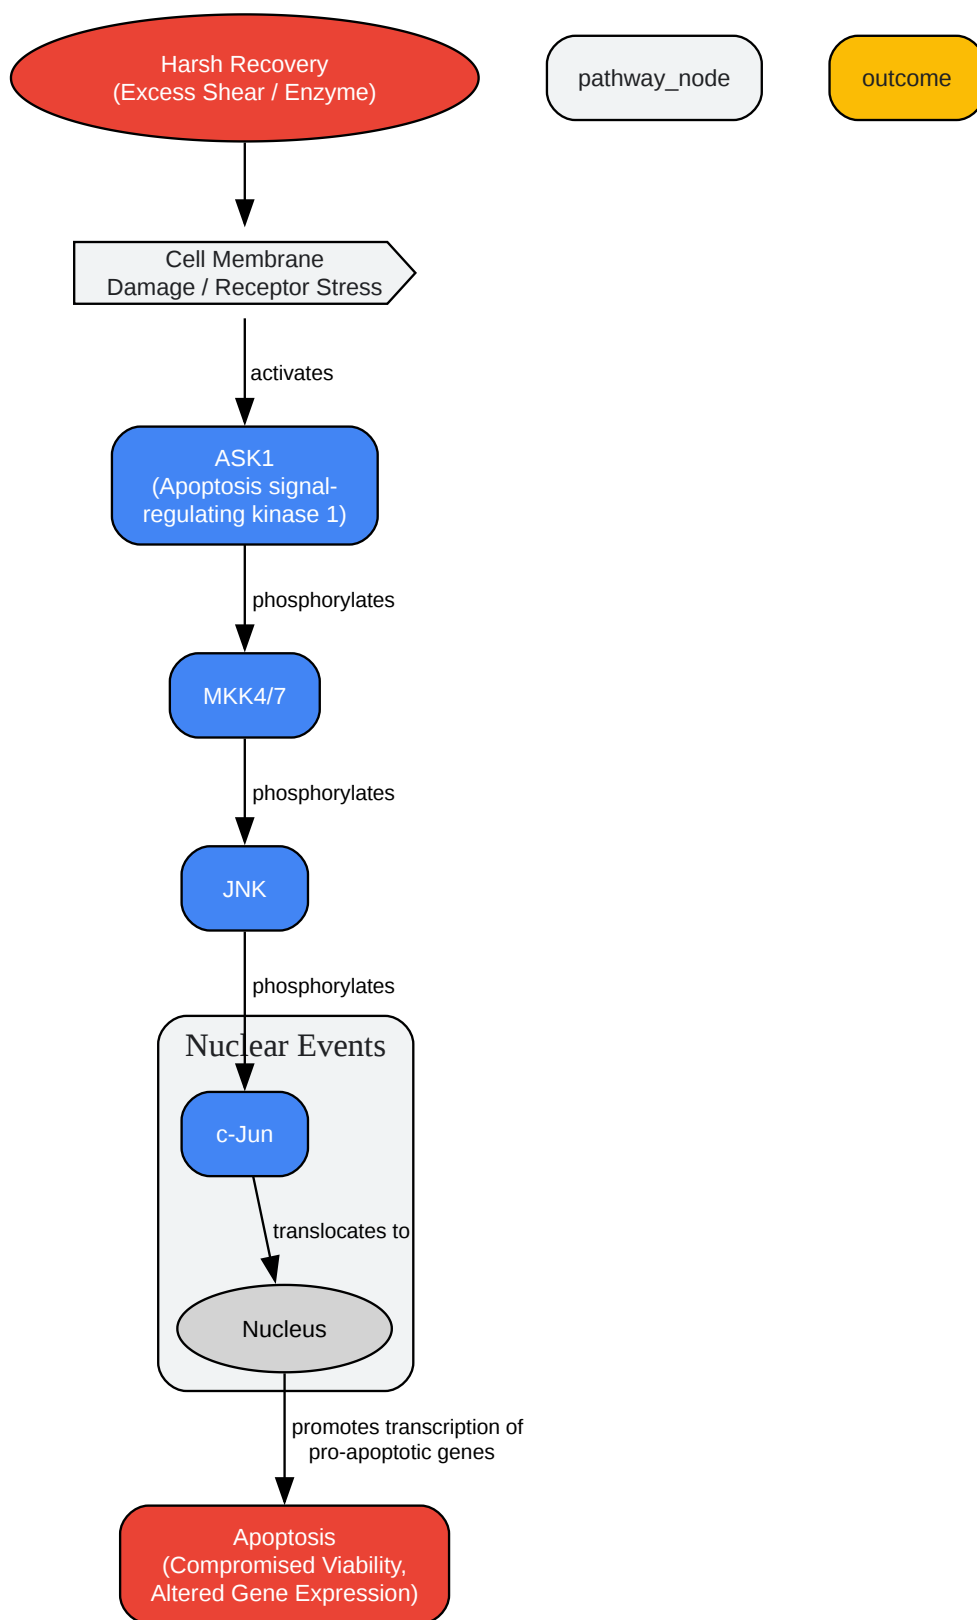 Harsh Recovery
(Excess Shear / Enzyme)
pathway_node
outcome
Cell Membrane
Damage / Receptor Stress
activates
ASK1
(Apoptosis signal-
regulating kinase 1)
phosphorylates
MKK4/7
phosphorylates
JNK
phosphorylates
Nuclear Events
c-Jun
translocates to
Nucleus
promotes transcription of
pro-apoptotic genes
Apoptosis
(Compromised Viability,
Altered Gene Expression)